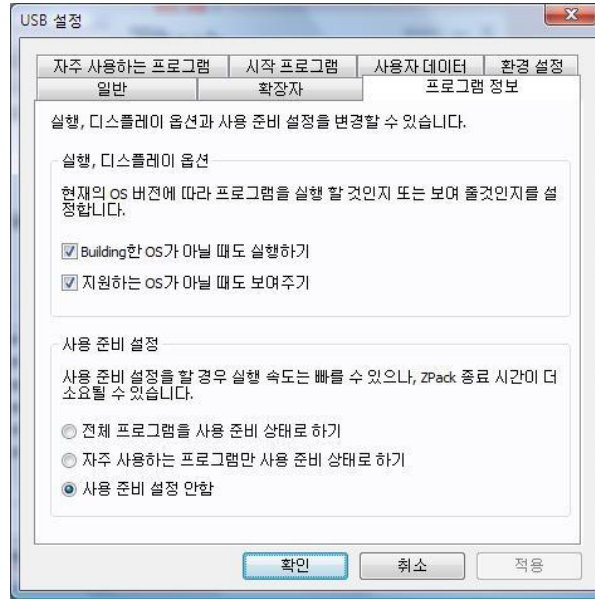 USB 설정
자주 사용하는 프로그램 시작 프로그램 사용자 데이터 환경 설정
일반 확장자 프로그램 정보
실행, 디스플레이 옵션과 사용 준비 설정을 변경할 수 있습니다.
실행, 디스플레이 옵션
현재의 OS 버전에 따라 프로그램을 실행 할 것인지 또는 보여 줄것인지를 설
정합니다.
Building한 OS가 아닐 때도 실행하기
지원하는 OS가 아닐 때도 보여주기
사용 준비 설정
사용 준비 설정을 할 경우 실행 속도는 빠를 수 있으나, ZPack 종료 시간이 더
소요될 수 있습니다.
전체 프로그램을 사용 준비 상태로 하기
자주 사용하는 프로그램만 사용 준비 상태로 하기
사용 준비 설정 안함
확인 취소 적용